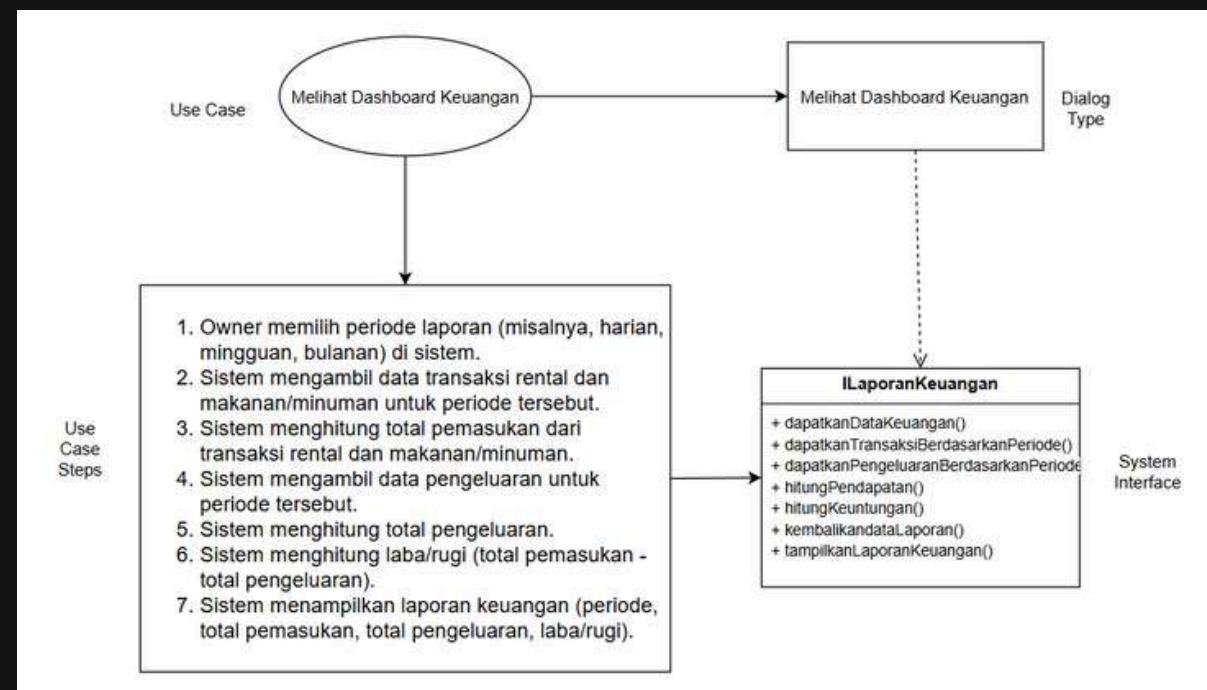 Use Case
Melihat Dashboard Keuangan
Melihat Dashboard Keuangan
Dialog
Type
Use
Case
Steps
1. Owner memilih periode laporan (misalnya, harian,
mingguan, bulanan) di sistem.
2. Sistem mengambil data transaksi rental dan
makanan/minuman untuk periode tersebut.
3. Sistem menghitung total pemasukan dari
transaksi rental dan makanan/minuman.
4. Sistem mengambil data pengeluaran untuk
periode tersebut.
5. Sistem menghitung total pengeluaran.
6. Sistem menghitung laba/rugi (total pemasukan -
total pengeluaran).
7. Sistem menampilkan laporan keuangan (periode,
total pemasukan, total pengeluaran, laba/rugi).
ILaporanKeuangan
+ dapatkanDataKeuangan()
+ dapatkanTransaksiBerdasarkanPeriode()
+ dapatkanPengeluaranBerdasarkanPeriode
+ hitungPendapatan()
+ hitungKeuntungan()
+ kembalikandataLaporan()
+ tampilkanLaporanKeuangan()
System
Interface